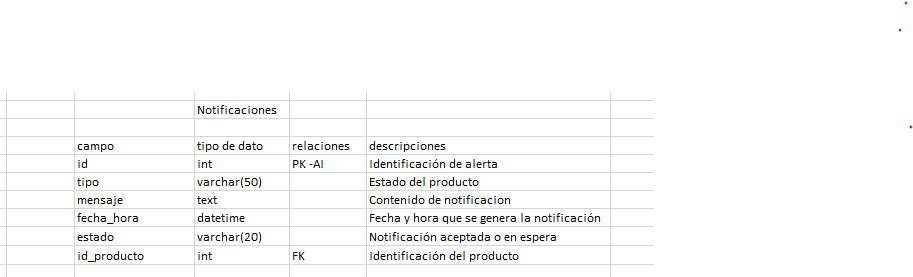 Notificaciones
campo tipo de dato relaciones descripciones
id int PK -AI Identificación de alerta
tipo varchar(50) Estado del producto
mensaje text Contenido de notificacion
fecha_hora datetime Fecha y hora que se genera la notificación
estado varchar(20) Notificación aceptada o en espera
id_producto int FK Identificación del producto